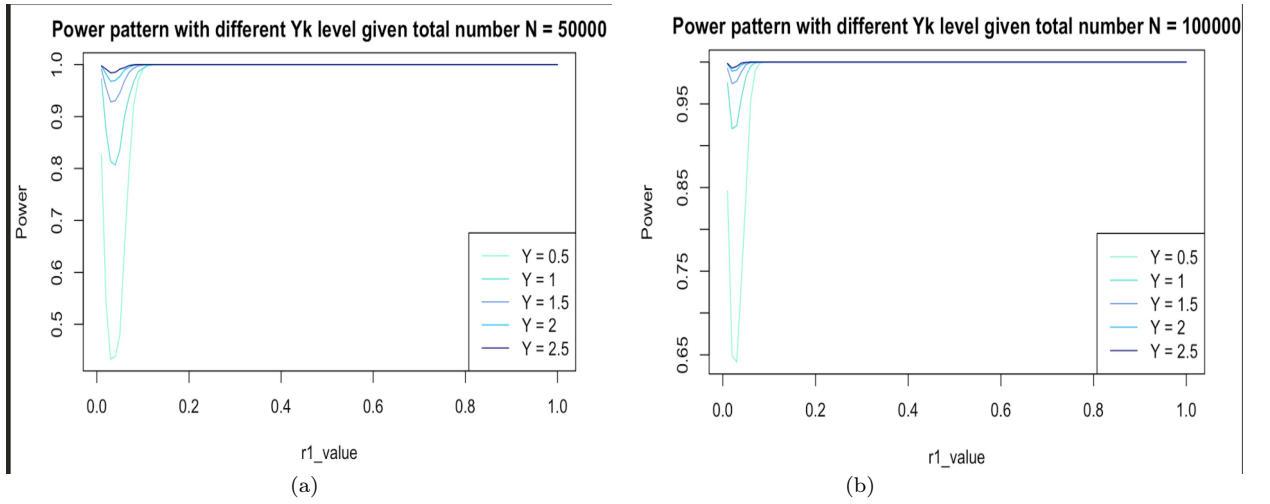 Power pattern with different Yk level given total number N = 50000
1.0
0.9
0.8
0.7
0.6
0.5
Power
Y = 0.5
Y = 1
Y = 1.5
Y = 2
Y = 2.5
0.0 0.2 0.4 0.6 0.8 1.0
r1_value
(a)
Power pattern with different Yk level given total number N = 100000
0.95
0.85
0.75
0.65
Power
Y = 0.5
Y = 1
Y = 1.5
Y = 2
Y = 2.5
0.0 0.2 0.4 0.6 0.8 1.0
r1_value
(b)